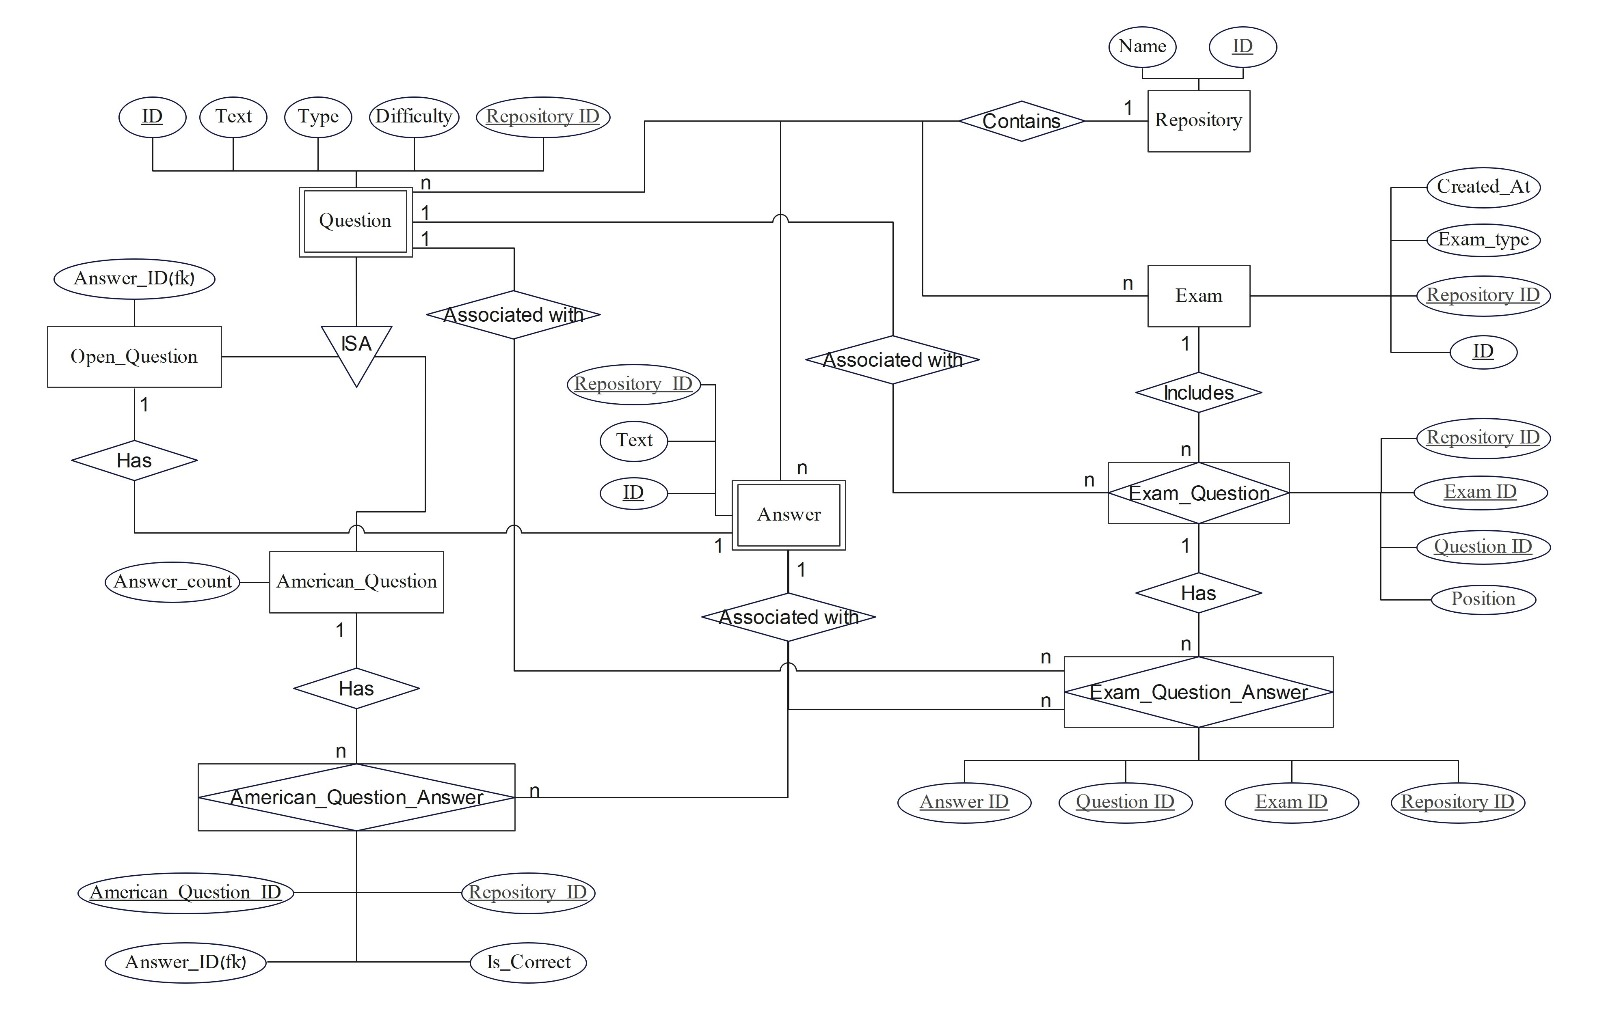 Name
ID
ID
Text
Type
Difficulty
Repository ID
1
Contains
Repository
n
Question
1
1
Created_At
Exam_type
Repository ID
ID
n
Exam
1
Answer_ID(fk)
Open_Question
ISA
Associated with
Associated with
Includes
1
Has
Repository_ID
Text
ID
n
Answer
1
1
n
n
Exam_Question
Repository ID
Exam ID
Question ID
Position
1
Has
n
Answer_count
American_Question
1
Associated with
Has
n
n
Exam_Question_Answer
n
American_Question_Answer
n
Answer ID
Question ID
Exam ID
Repository ID
American_Question_ID
Repository_ID
Answer_ID(fk)
Is_Correct